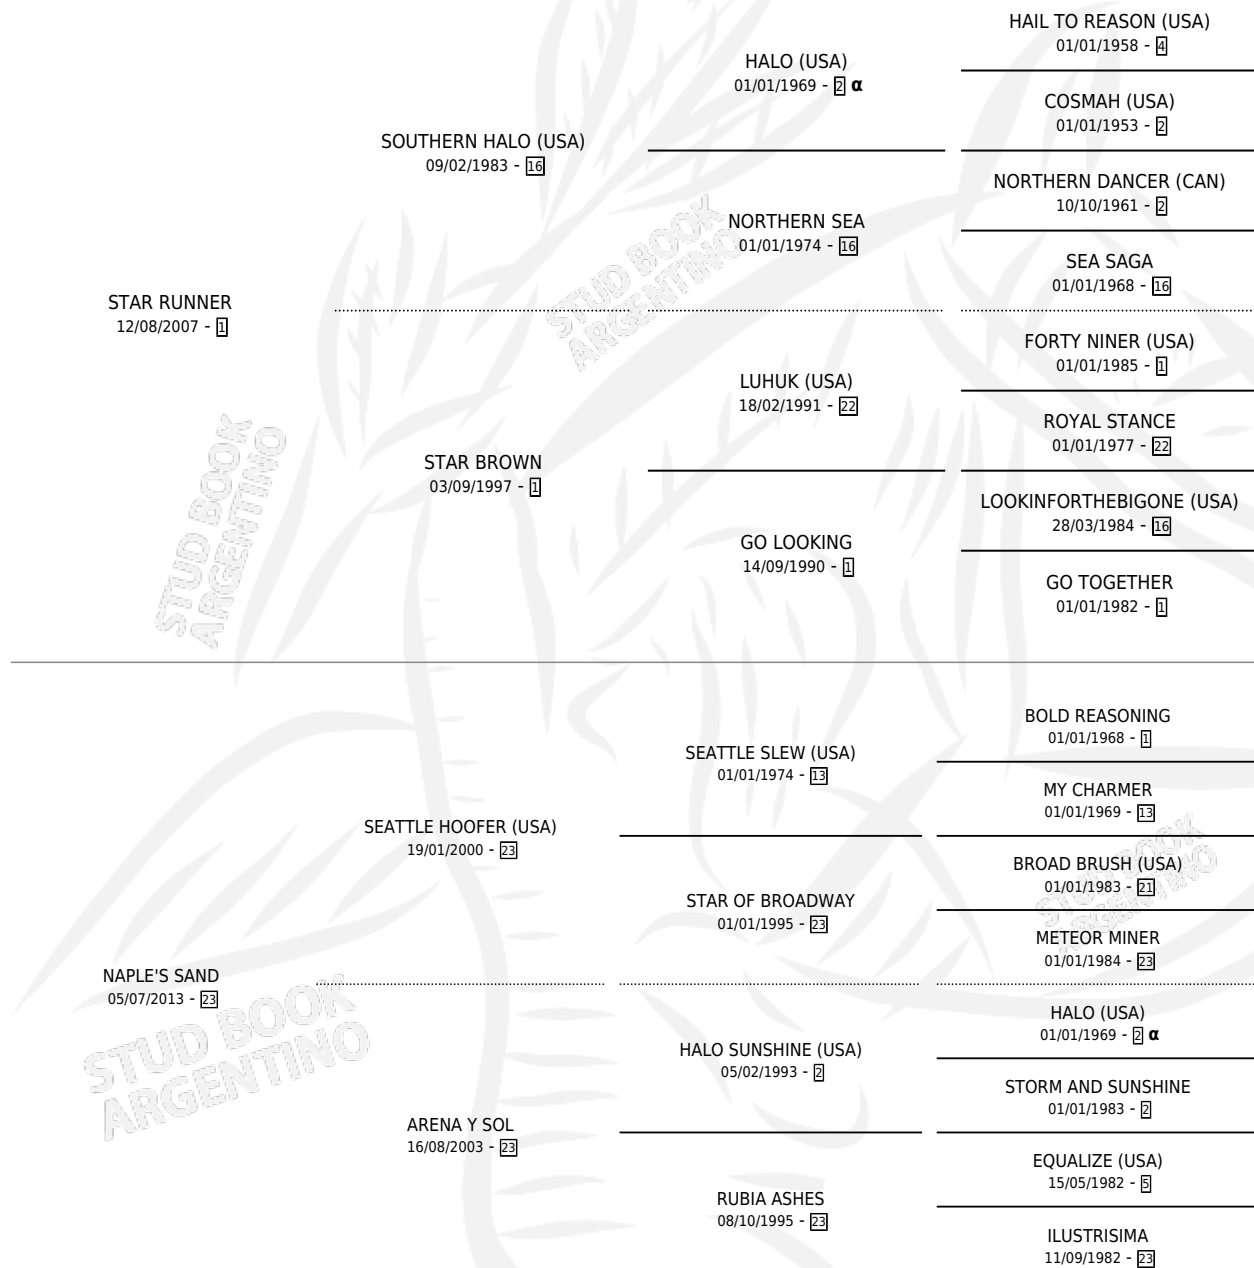 HAIL TO REASON (USA)
01/01/1958 - 4
HALO (USA)
01/01/1969 - 2 α
COSMAH (USA)
01/01/1953 - 2
SOUTHERN HALO (USA)
09/02/1983 - 16
NORTHERN DANCER (CAN)
10/10/1961 - 2
NORTHERN SEA
01/01/1974 - 16
SEA SAGA
01/01/1968 - 16
STAR RUNNER
12/08/2007 - 1
FORTY NINER (USA)
01/01/1985 - 1
LUHUK (USA)
18/02/1991 - 22
ROYAL STANCE
01/01/1977 - 22
STAR BROWN
03/09/1997 - 1
LOOKINFORTHEBIGONE (USA)
28/03/1984 - 16
GO LOOKING
14/09/1990 - 1
GO TOGETHER
01/01/1982 - 1
BOLD REASONING
01/01/1968 - 1
SEATTLE SLEW (USA)
01/01/1974 - 13
MY CHARMER
01/01/1969 - 13
SEATTLE HOOFER (USA)
19/01/2000 - 23
BROAD BRUSH (USA)
01/01/1983 - 21
STAR OF BROADWAY
01/01/1995 - 23
METEOR MINER
01/01/1984 - 23
NAPLE'S SAND
05/07/2013 - 23
HALO (USA)
01/01/1969 - 2 α
HALO SUNSHINE (USA)
05/02/1993 - 2
STORM AND SUNSHINE
01/01/1983 - 2
ARENA Y SOL
16/08/2003 - 23
EQUALIZE (USA)
15/05/1982 - 5
RUBIA ASHES
08/10/1995 - 23
ILUSTRISIMA
11/09/1982 - 23
STUD BOOK
ARGENTINO
STUD BOOK
ARGENTINO
STUD BOOK
ARGENTINO
STUD BOOK
ARGENTINO